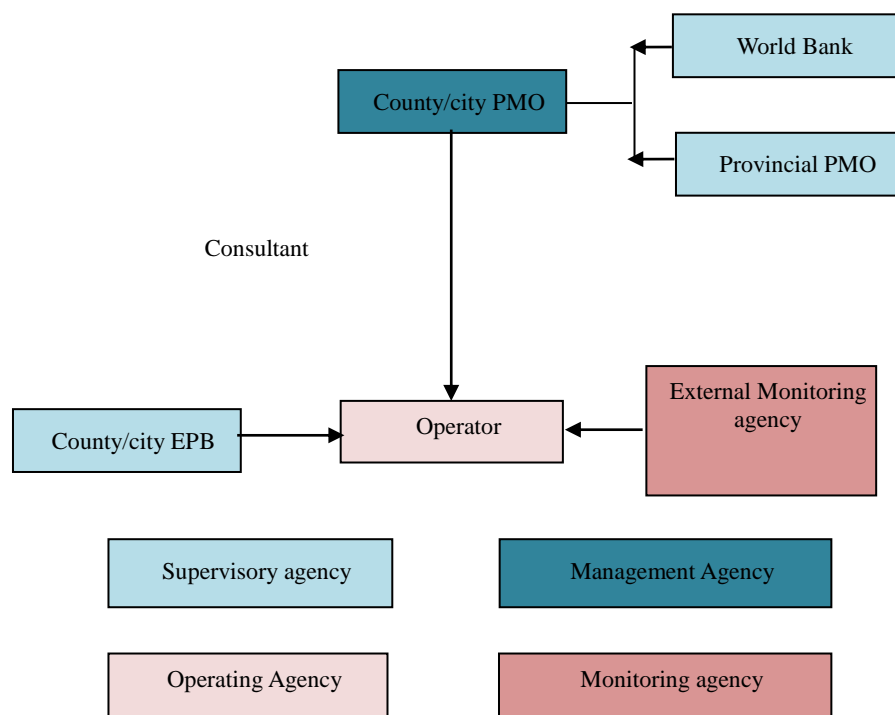 World Bank
County/city PMO
Provincial PMO
Consultant
External Monitoring
agency
Operator
County/city EPB
Supervisory agency
Management Agency
Operating Agency
Monitoring agency